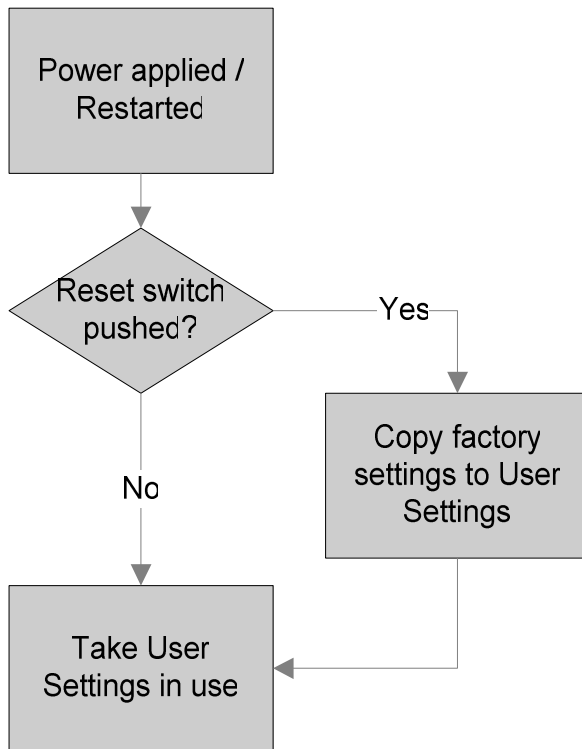 Power applied /
Restarted
Reset switch
pushed?
Yes
Copy factory
settings to User
Settings
No
Take User
Settings in use